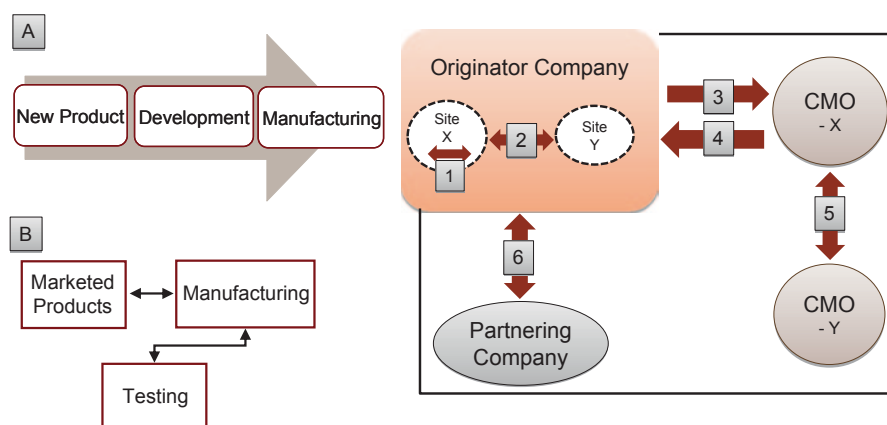 A
New Product
Development
Manufacturing
B
Marketed
Products
Manufacturing
Testing
Originator Company
Site
X
1
2
Site
Y
3
4
CMO
- X
5
CMO
- Y
6
Partnering
Company